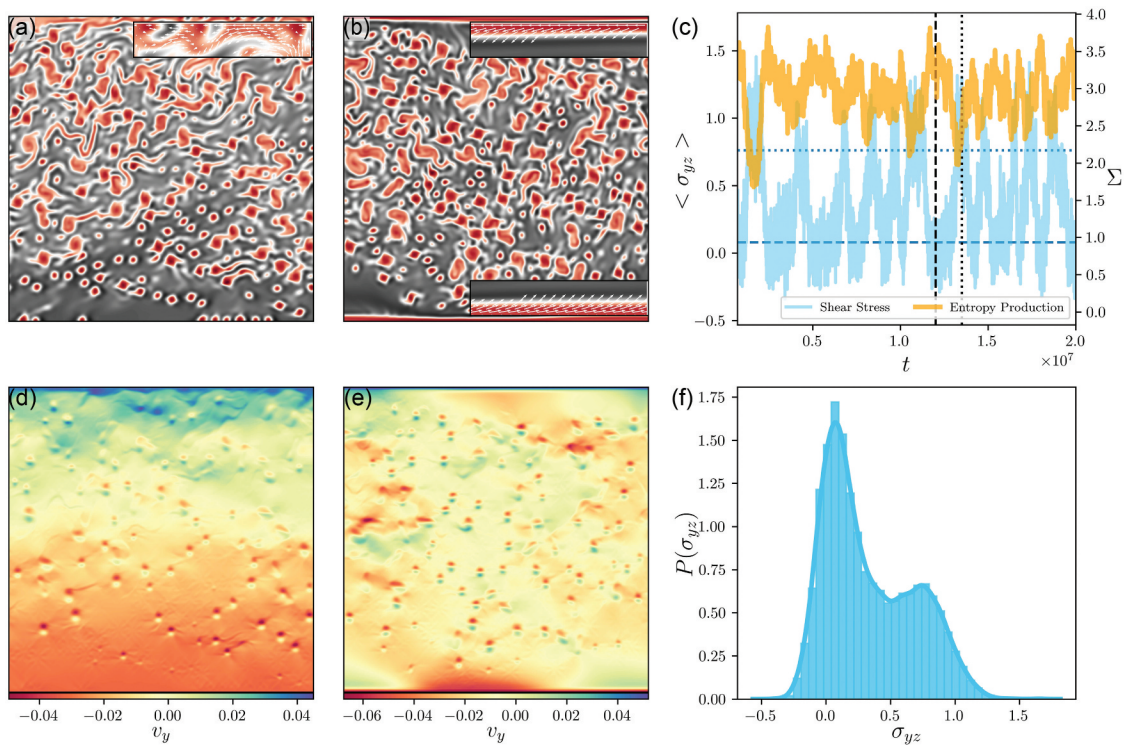 (a)
(b)
(c)
1.5
1.0
0.5
0.0
−0.5
< σ_yz >
4.0
3.5
3.0
2.5
2.0
1.5
1.0
0.5
0.0
Σ
Shear Stress
Entropy Production
0.5 1.0 1.5 2.0
×10⁷
t
(d)
−0.04 −0.02 0.00 0.02 0.04
v_y
(e)
−0.06 −0.04 −0.02 0.00 0.02 0.04
v_y
(f)
1.75
1.50
1.25
1.00
0.75
0.50
0.25
0.00
P(σ_yz)
−0.5 0.0 0.5 1.0 1.5
σ_yz